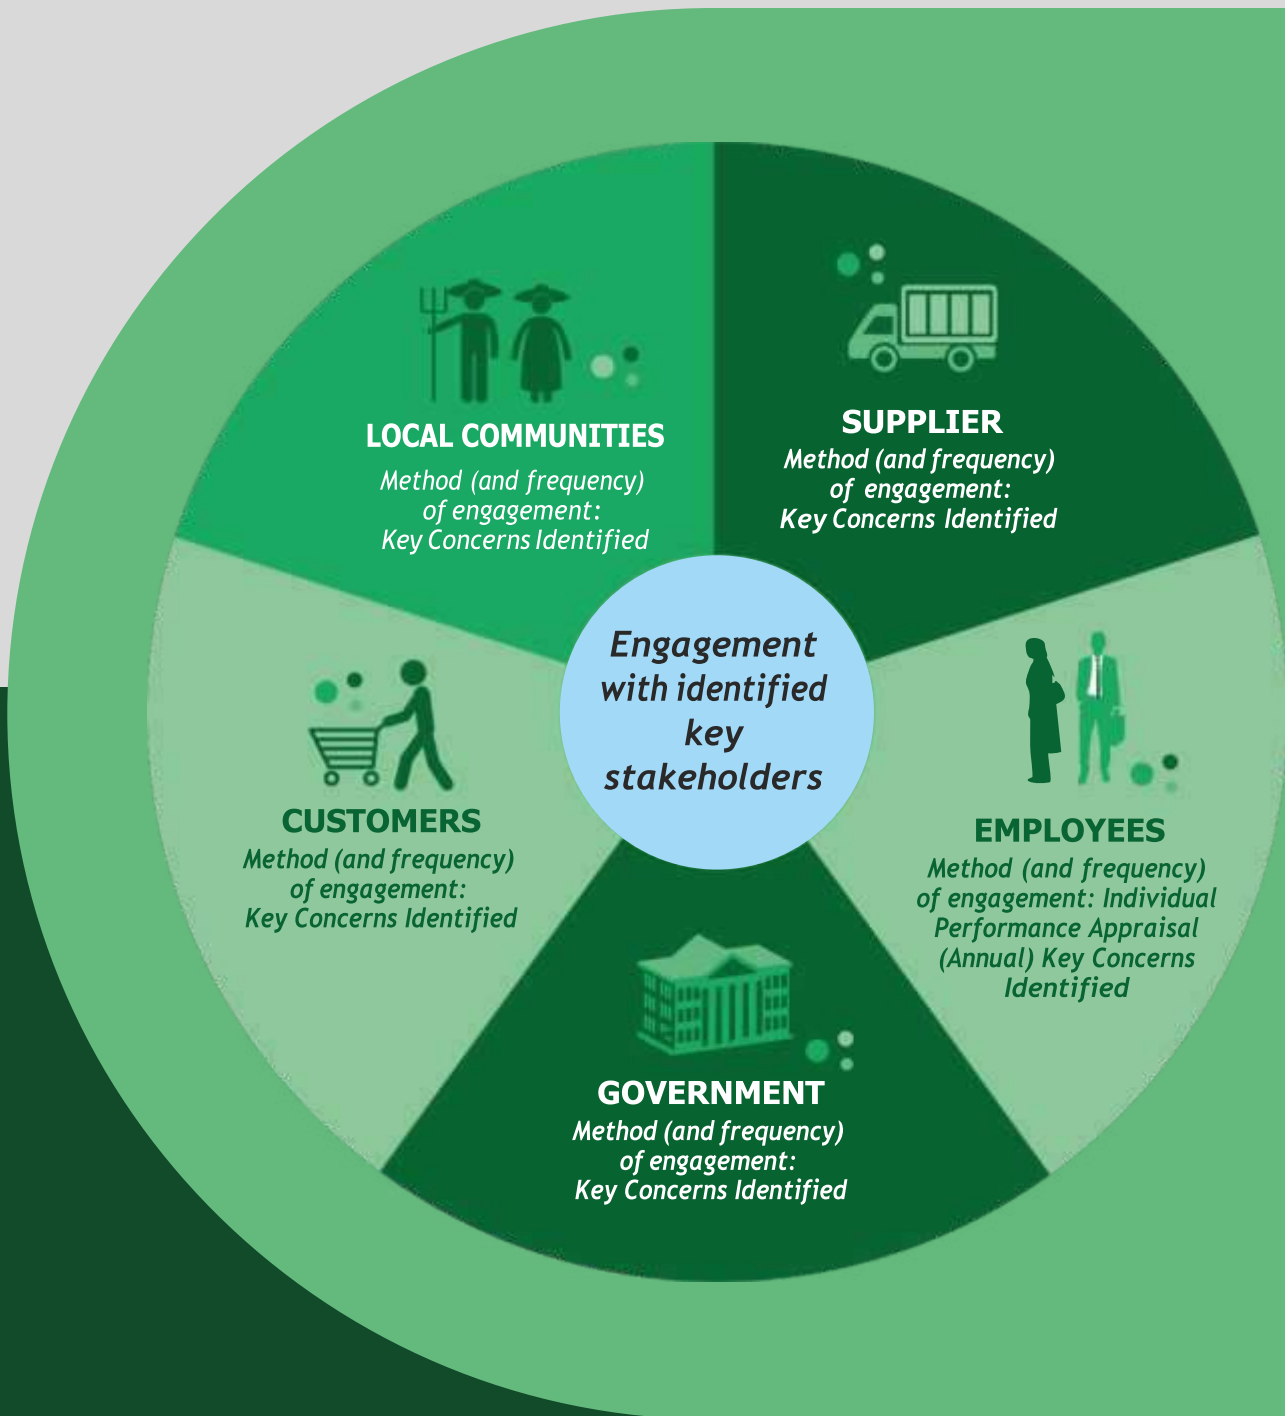 LOCAL COMMUNITIES
Method (and frequency)
of engagement:
Key Concerns Identified
SUPPLIER
Method (and frequency)
of engagement:
Key Concerns Identified
Engagement
with identified
key
stakeholders
CUSTOMERS
Method (and frequency)
of engagement:
Key Concerns Identified
EMPLOYEES
Method (and frequency)
of engagement: Individual
Performance Appraisal
(Annual) Key Concerns
Identified
GOVERNMENT
Method (and frequency)
of engagement:
Key Concerns Identified